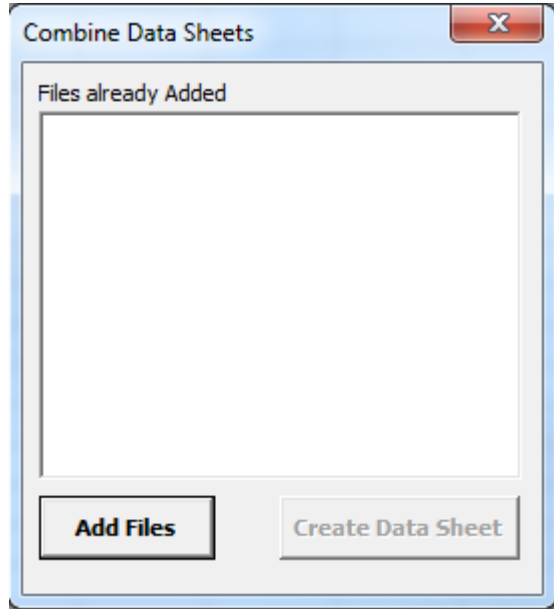 Combine Data Sheets
Files already Added
Add Files
Create Data Sheet